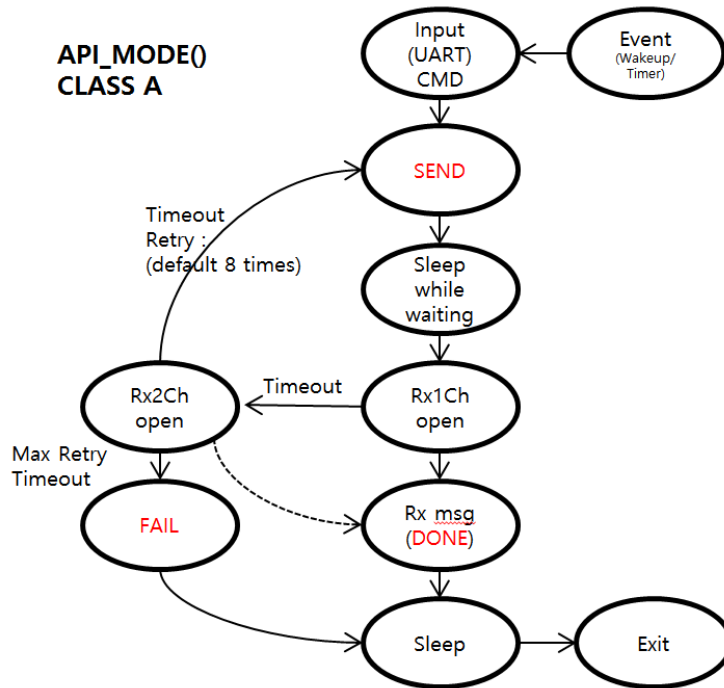 API_MODE()
CLASS A
Input
(UART)
CMD
Event
(Wakeup/
Timer)
SEND
Timeout
Retry :
(default 8 times)
Sleep
while
waiting
Rx2Ch
open
Timeout
Rx1Ch
open
Max Retry
Timeout
FAIL
Rx msg
(DONE)
Sleep
Exit